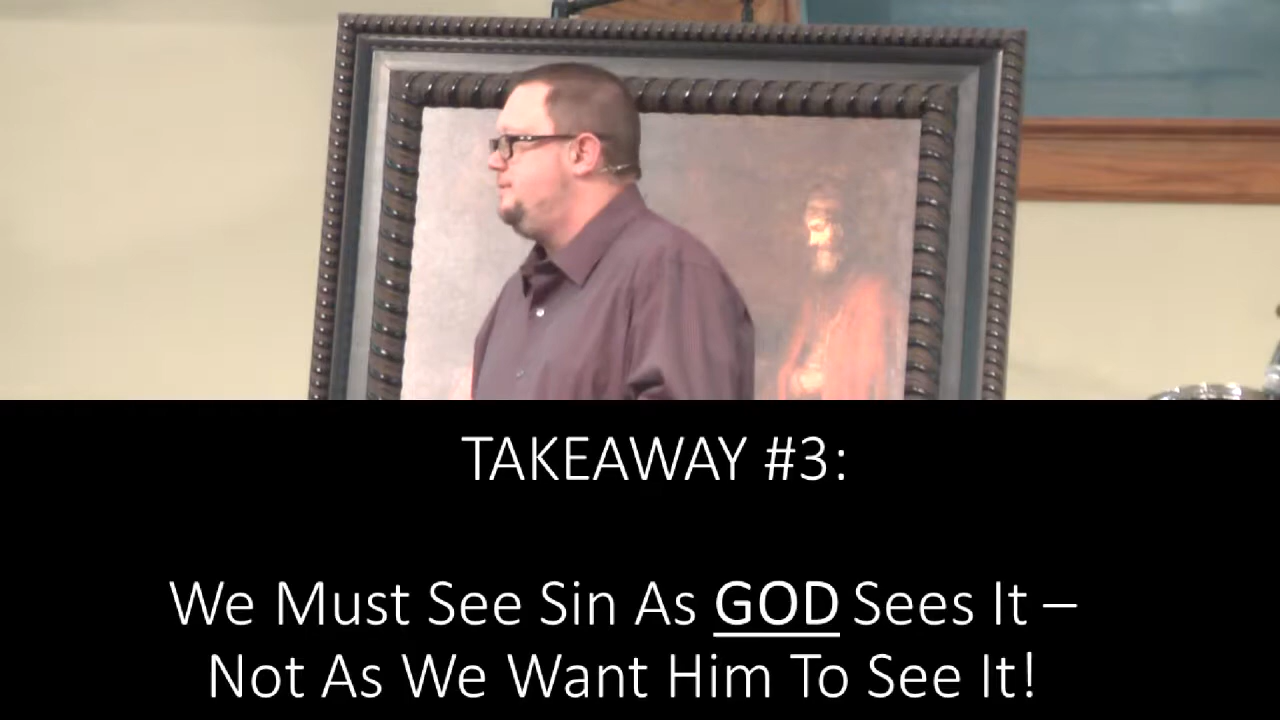 TAKEAWAY #3:
We Must See Sin As GOD Sees It –
Not As We Want Him To See It!